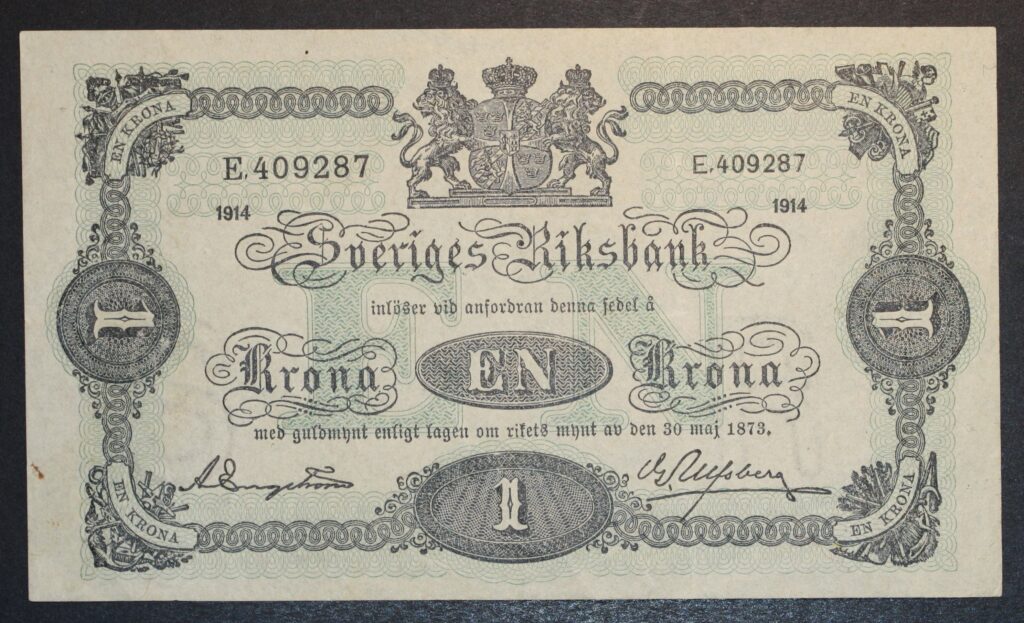 EN KRONA
EN KRONA
E.409287
E.409287
1914
1914
Sveriges Riksbank
inlöser vid anfordran denna sedel å
1
1
Krona EN Krona
med guldmynt enligt lagen om rikets mynt av den 30 maj 1873.
1
EN KRONA
EN KRONA